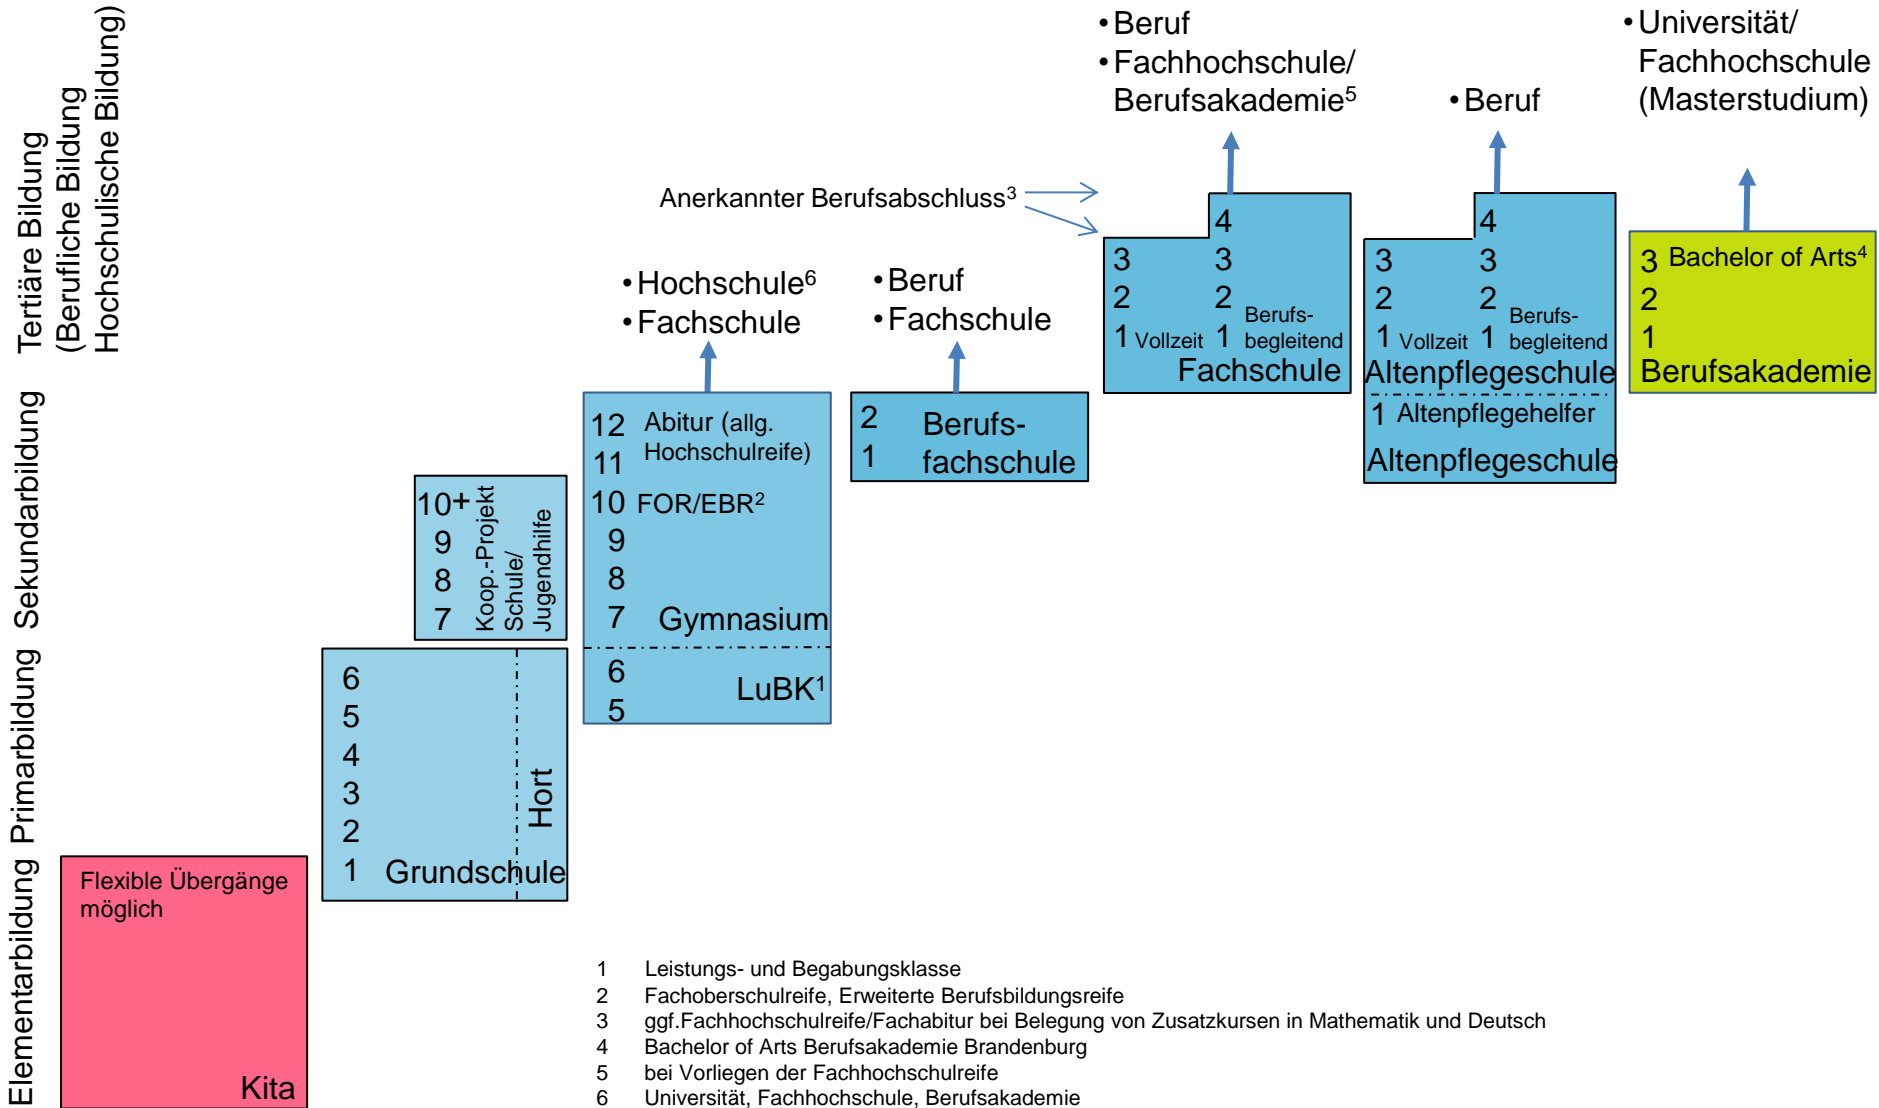 Tertiäre Bildung
(Berufliche Bildung
Hochschulische Bildung)
Sekundarbildung
Primarbildung
Elementarbildung
Flexible Übergänge
möglich
Kita
6
5
4
3
2
1 Grundschule
Hort
10+
9
8
7
Koop.-Projekt
Schule/
Jugendhilfe
•Hochschule⁶
•Fachschule
12 Abitur (allg.
Hochschulreife)
11
10 FOR/EBR²
9
8
7 Gymnasium
6
LuBK¹
5
•Beruf
•Fachschule
2 Berufs-
1 fachschule
Anerkannter Berufsabschluss³
•Beruf
•Fachhochschule/
Berufsakademie⁵
4
3 3
2 2
1 Vollzeit 1 Berufs-
begleitend
Fachschule
•Beruf
4
3 3
2 2
1 Vollzeit 1 Berufs-
begleitend
Altenpflegeschule
1 Altenpflegehelfer
Altenpflegeschule
•Universität/
Fachhochschule
(Masterstudium)
3 Bachelor of Arts⁴
2
1
Berufsakademie
1 Leistungs- und Begabungsklasse
2 Fachoberschulreife, Erweiterte Berufsbildungsreife
3 ggf.Fachhochschulreife/Fachabitur bei Belegung von Zusatzkursen in Mathematik und Deutsch
4 Bachelor of Arts Berufsakademie Brandenburg
5 bei Vorliegen der Fachhochschulreife
6 Universität, Fachhochschule, Berufsakademie